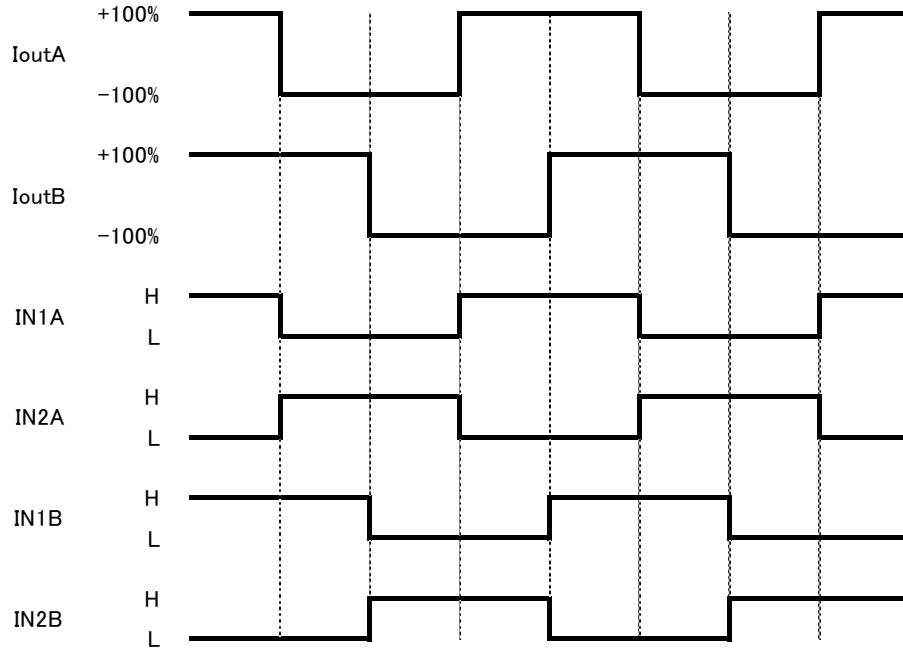 +100%
IoutA
−100%
+100%
IoutB
−100%
H
IN1A
L
H
IN2A
L
H
IN1B
L
H
IN2B
L